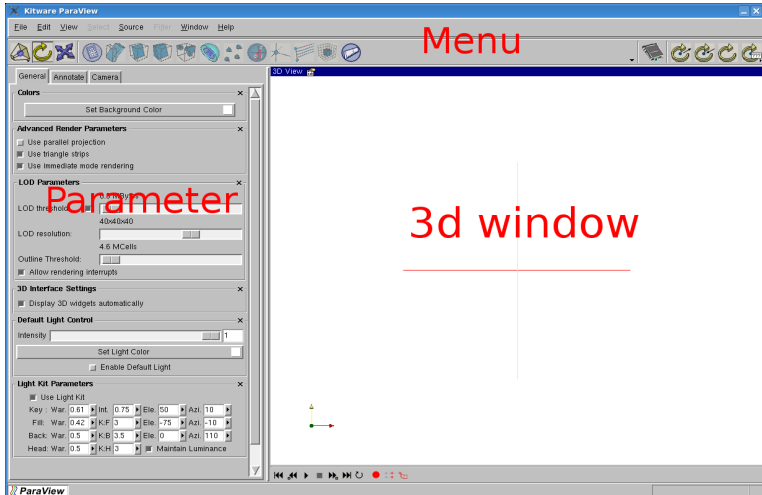 Kitware ParaView
File Edit View Select Source Filter Window Help
Menu
General Annotate Camera
3D View
Colors
Set Background Color
Advanced Render Parameters
Use parallel projection
Use triangle strips
Use immediate mode rendering
LOD Parameters
MBytes
Parameter
LOD threshold:
40x40x40
LOD resolution:
4.6 MCells
Outline Threshold:
Allow rendering interrupts
3d window
3D Interface Settings
Display 3D widgets automatically
Default Light Control
Intensity 1
Set Light Color
Enable Default Light
Light Kit Parameters
Use Light Kit
Key : War. 0.61 Int. 0.75 Ele. 50 Azi. 10
Fill: War. 0.42 K:F 3 Ele. -75 Azi. -10
Back: War. 0.5 K:B 3.5 Ele. 0 Azi. 110
Head: War. 0.5 K:H 3 Maintain Luminance
ParaView